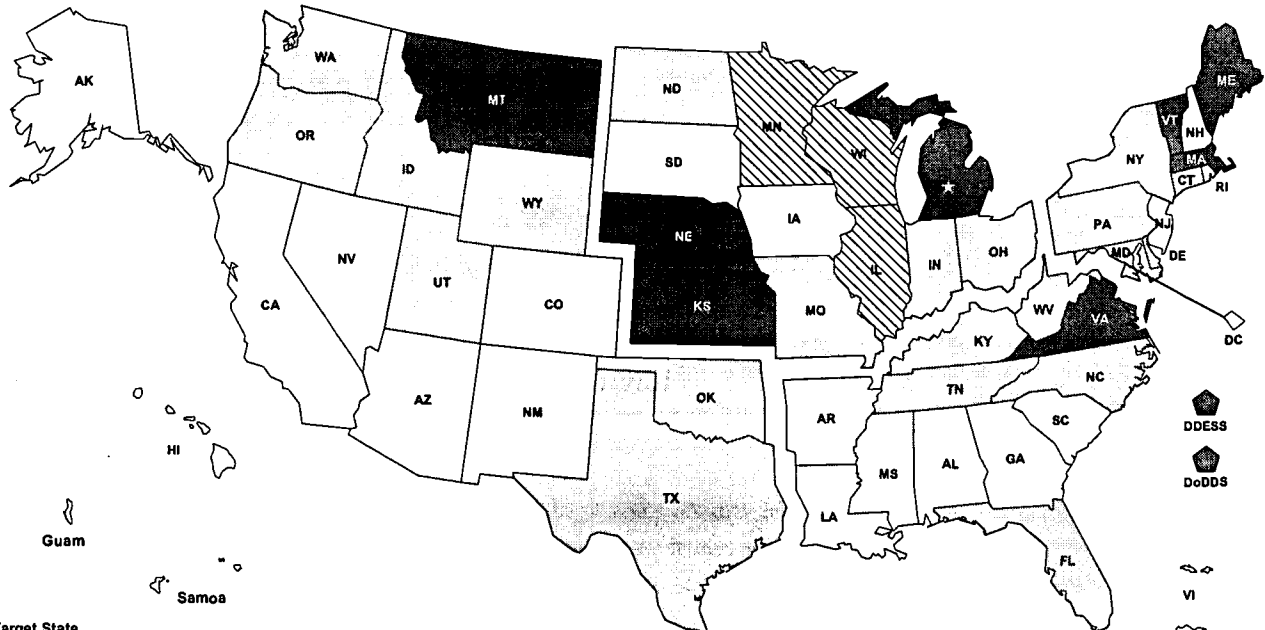 AK
WA
MT
ND
MN
ME
OR
ID
SD
WI
VT
NH
NY
MA
CT
RI
WY
IA
PA
NJ
NE
IL
IN
OH
MD
DE
NV
UT
CO
CA
KS
MO
WV
VA
KY
DC
AZ
NM
OK
AR
TN
NC
SC
DDESS
HI
MS
AL
GA
DoDDS
TX
LA
Guam
FL
Samoa
VI
Target State